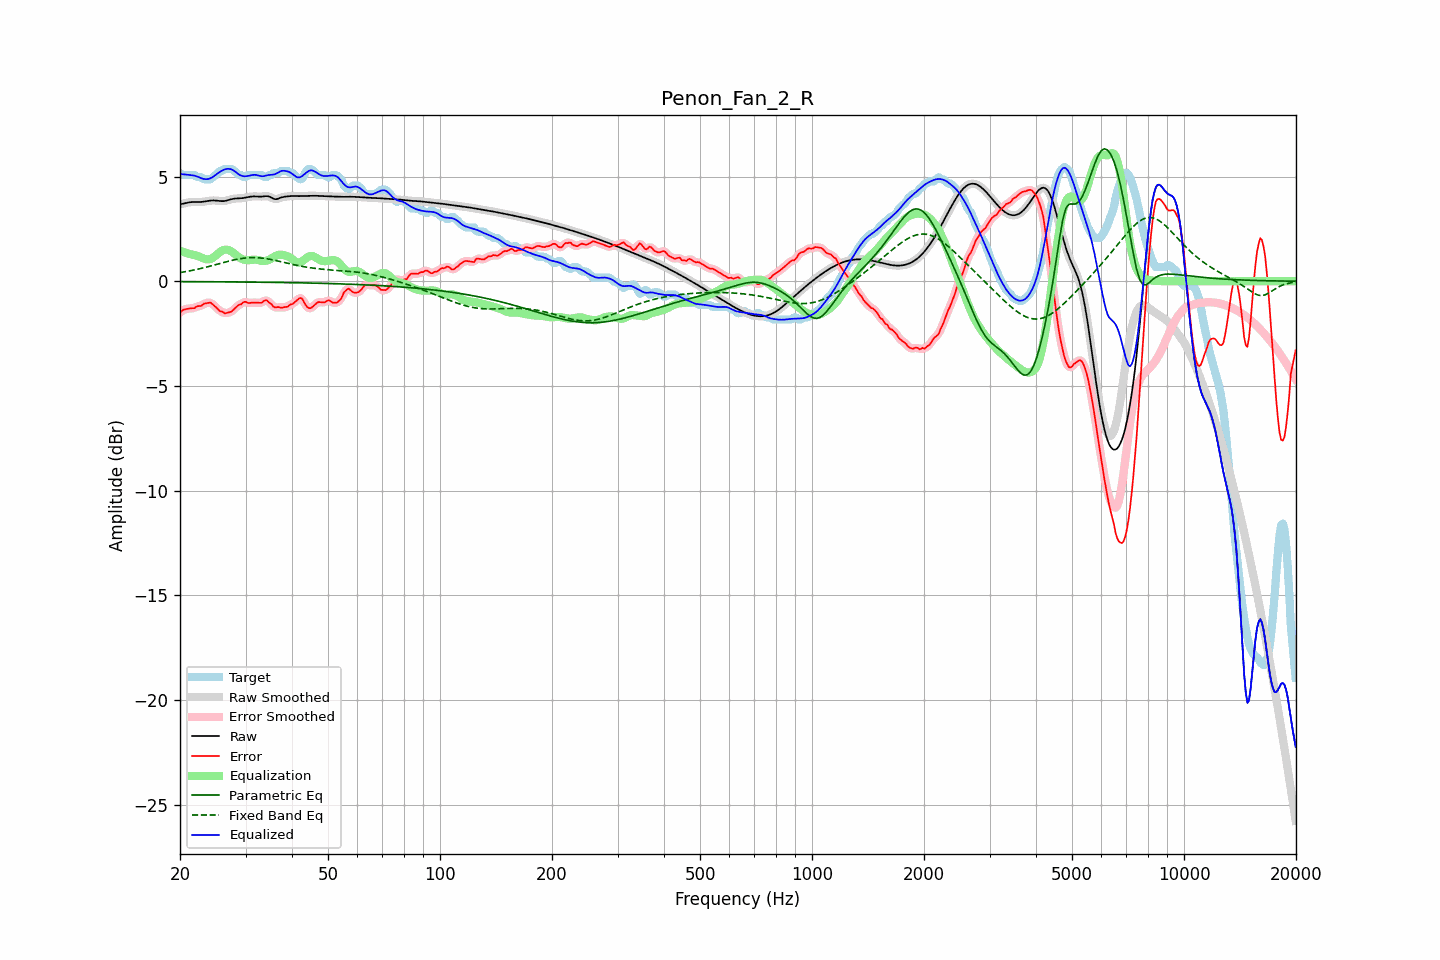 Penon_Fan_2_R
Amplitude (dBr)
5
0
−5
−10
−15
−20
−25
Target
Raw Smoothed
Error Smoothed
Raw
Error
Equalization
Parametric Eq
Fixed Band Eq
Equalized
20 50 100 200 500 1000 2000 5000 10000 20000
Frequency (Hz)